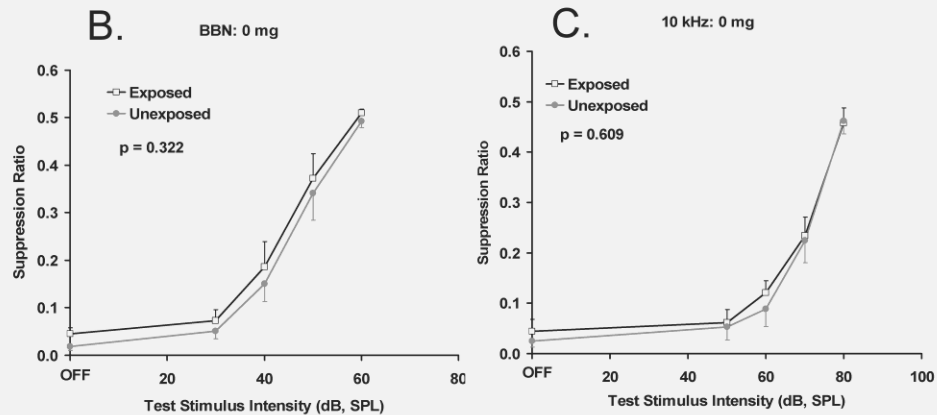 B.
BBN: 0 mg
0.6
0.5
0.4
0.3
0.2
0.1
0.0
Suppression Ratio
Exposed
Unexposed
p = 0.322
OFF
20
40
60
80
Test Stimulus Intensity (dB, SPL)
C.
10 kHz: 0 mg
0.6
0.5
0.4
0.3
0.2
0.1
0.0
Suppression Ratio
Exposed
Unexposed
p = 0.609
OFF
20
40
60
80
100
Test Stimulus Intensity (dB, SPL)